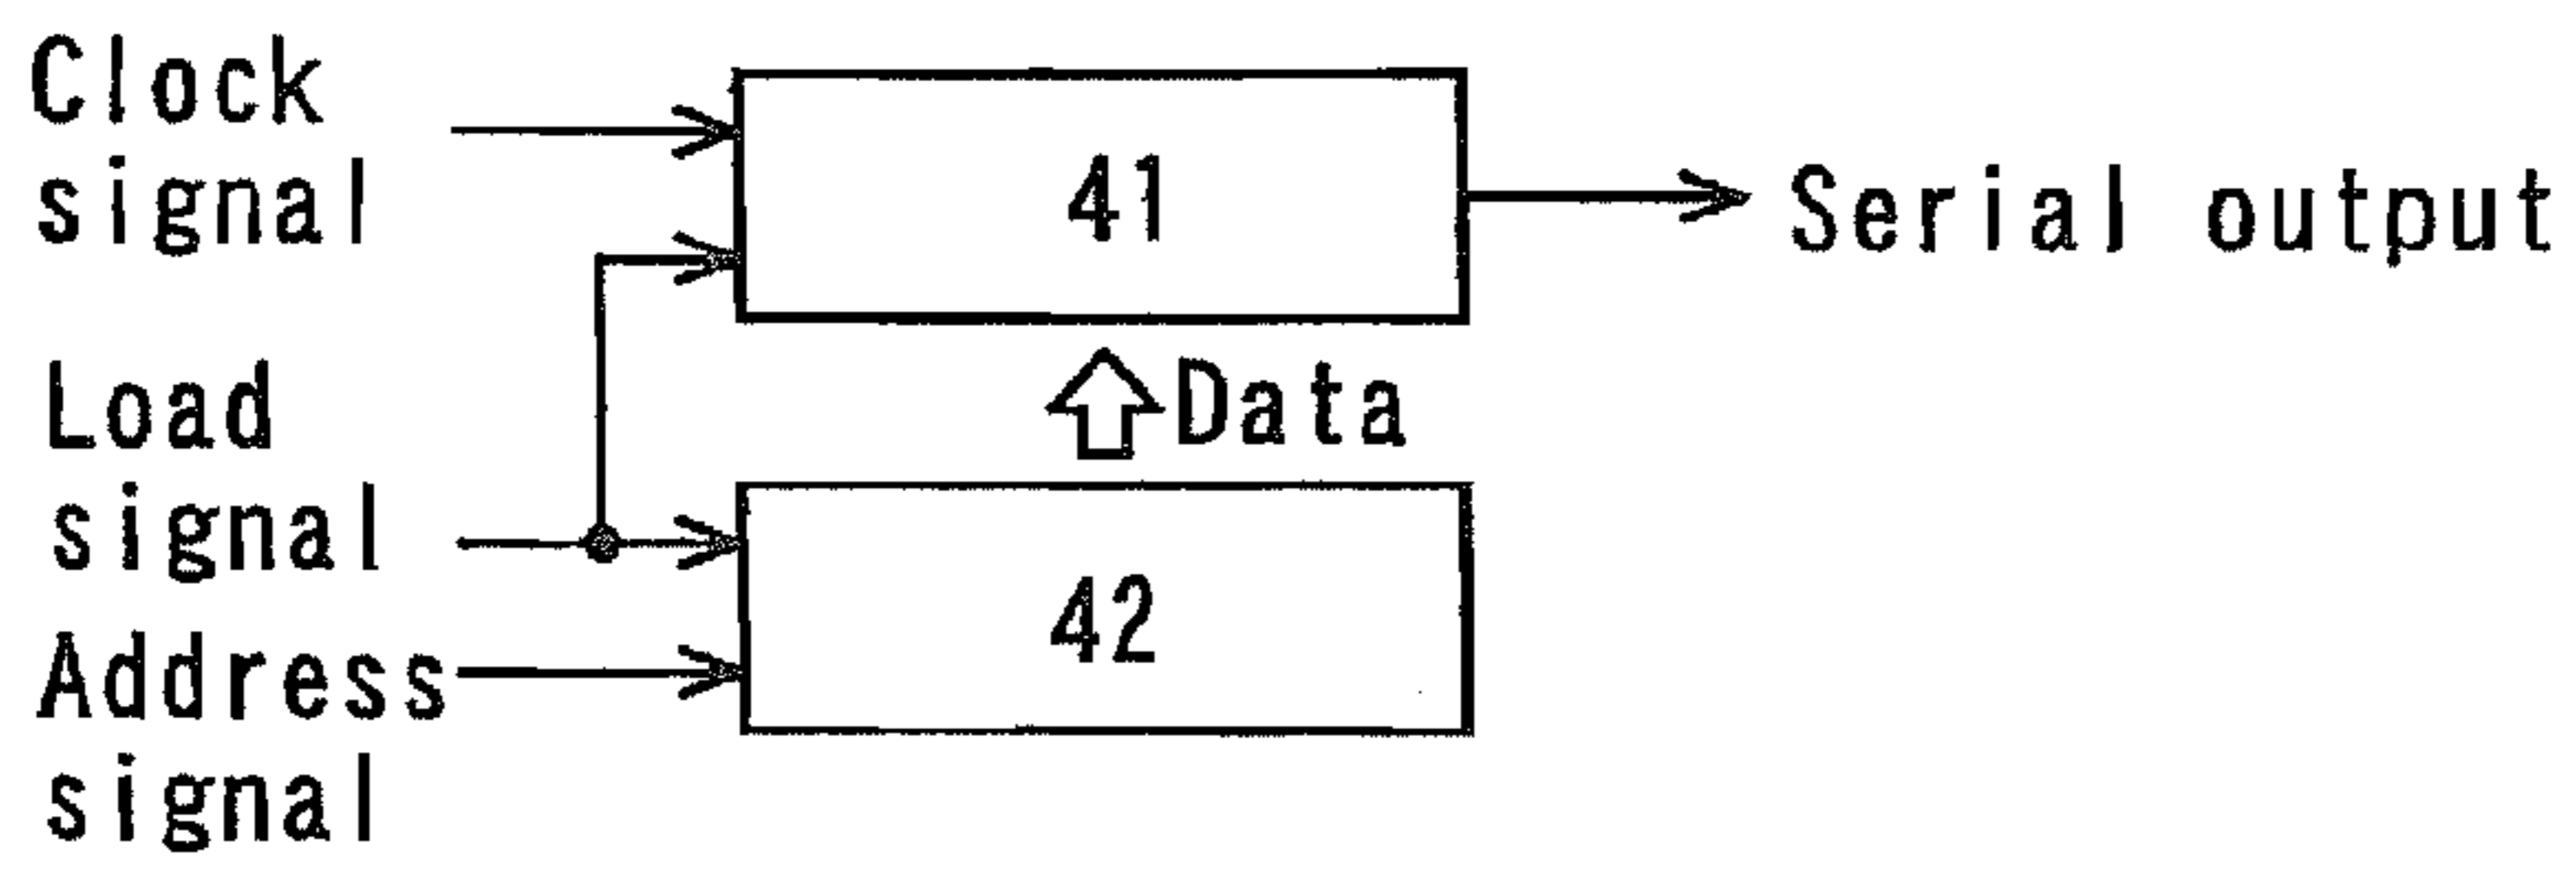 Clock
signal
41
Serial output
Load
signal
Data
42
Address
signal